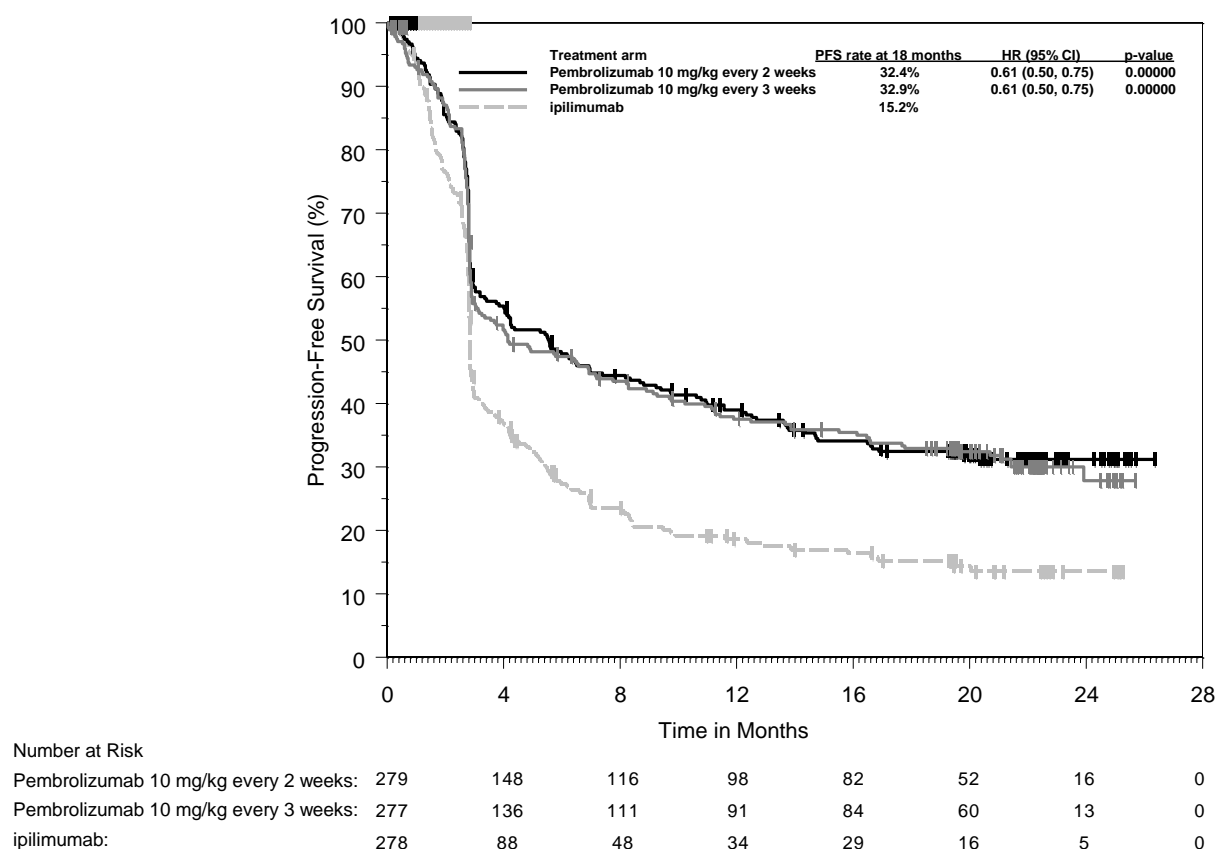 Treatment arm PFS rate at 18 months HR (95% CI) p-value
Pembrolizumab 10 mg/kg every 2 weeks 32.4% 0.61 (0.50, 0.75) 0.00000
Pembrolizumab 10 mg/kg every 3 weeks 32.9% 0.61 (0.50, 0.75) 0.00000
ipilimumab 15.2%
Progression-Free Survival (%)
100
90
80
70
60
50
40
30
20
10
0
0 4 8 12 16 20 24 28
Time in Months
Number at Risk
Pembrolizumab 10 mg/kg every 2 weeks: 279 148 116 98 82 52 16 0
Pembrolizumab 10 mg/kg every 3 weeks: 277 136 111 91 84 60 13 0
ipilimumab: 278 88 48 34 29 16 5 0